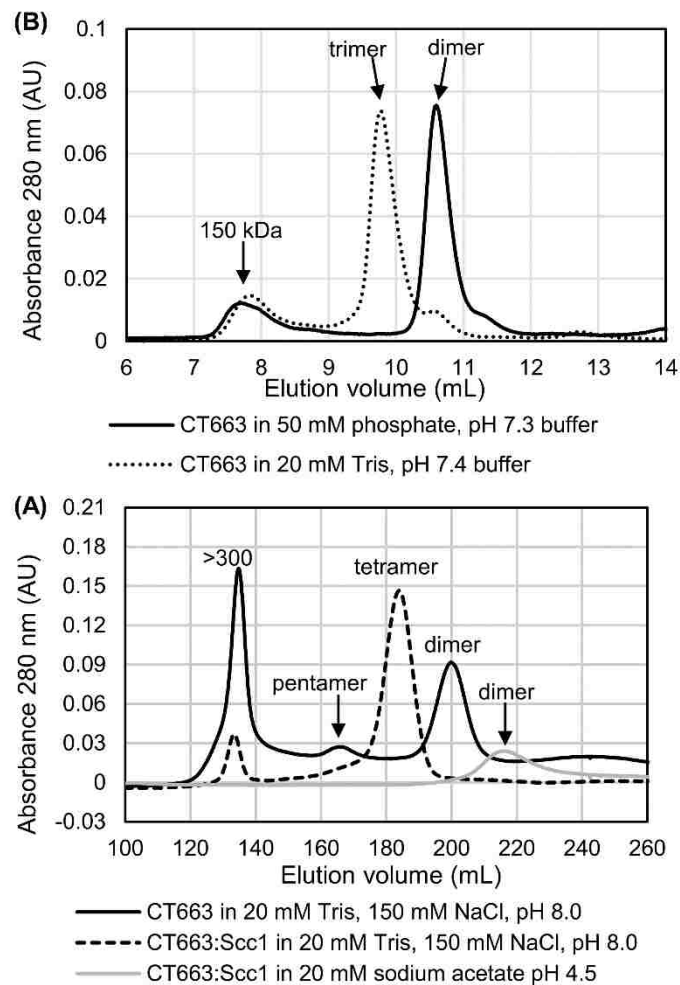 (B)
Absorbance 280 nm (AU)
0.1
0.08
0.06
0.04
0.02
0
trimer
dimer
150 kDa
6 7 8 9 10 11 12 13 14
Elution volume (mL)
CT663 in 50 mM phosphate, pH 7.3 buffer
CT663 in 20 mM Tris, pH 7.4 buffer
(A)
Absorbance 280 nm (AU)
0.21
0.18
0.15
0.12
0.09
0.06
0.03
0
-0.03
>300
tetramer
dimer
pentamer
dimer
100 120 140 160 180 200 220 240 260
Elution volume (mL)
CT663 in 20 mM Tris, 150 mM NaCl, pH 8.0
CT663:Scc1 in 20 mM Tris, 150 mM NaCl, pH 8.0
CT663:Scc1 in 20 mM sodium acetate pH 4.5